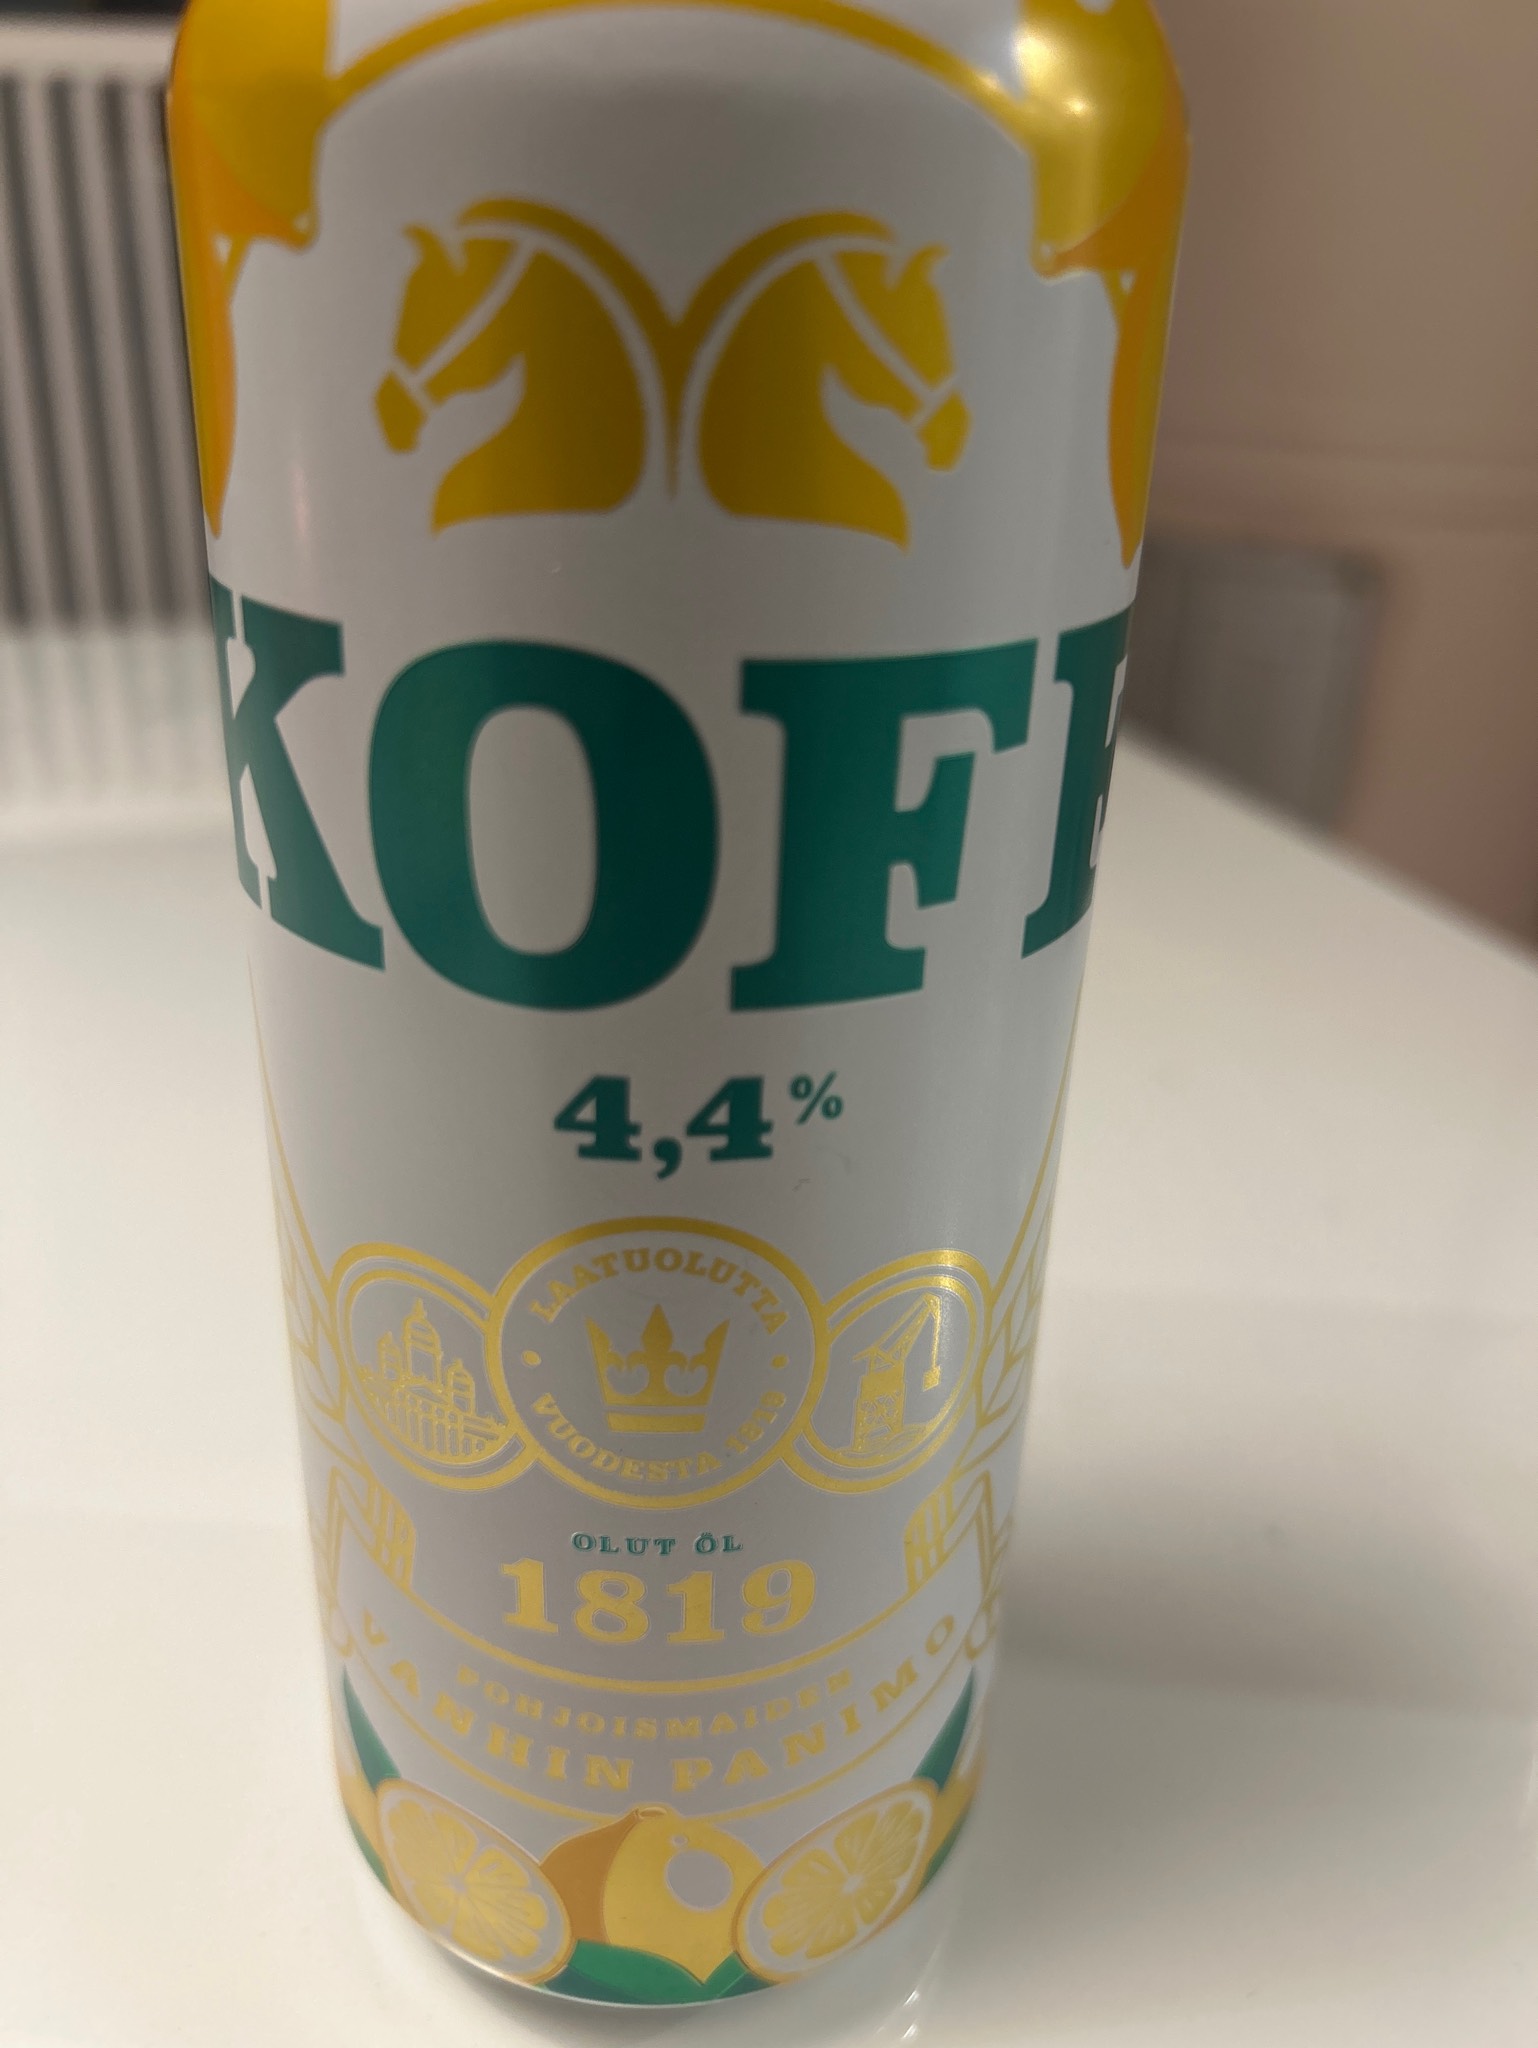 KOFF
4,4%
LAATUOLUTTA
VUODESTA 1819
OLUT ÖL
1819
POHJOISMAIDEN
VANHIN PANIMO